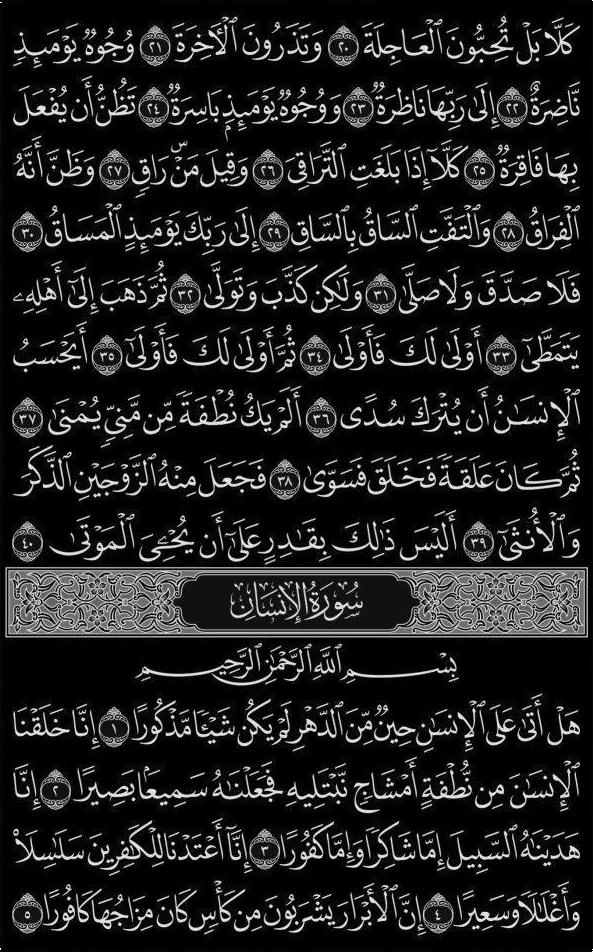 كَلَّا بَلْ تُحِبُّونَ الْعَاجِلَةَ ٢٠ وَتَذَرُونَ الْآخِرَةَ ٢١ وُجُوهٌ يَوْمَئِذٍ
نَّاضِرَةٌ ٢٢ إِلَىٰ رَبِّهَا نَاظِرَةٌ ٢٣ وَوُجُوهٌ يَوْمَئِذٍ بَاسِرَةٌ ٢٤ تَظُنُّ أَن يُفْعَلَ
بِهَا فَاقِرَةٌ ٢٥ كَلَّا إِذَا بَلَغَتِ التَّرَاقِيَ ٢٦ وَقِيلَ مَنْ ۜ رَاقٍ ٢٧ وَظَنَّ أَنَّهُ
الْفِرَاقُ ٢٨ وَالْتَفَّتِ السَّاقُ بِالسَّاقِ ٢٩ إِلَىٰ رَبِّكَ يَوْمَئِذٍ الْمَسَاقُ ٣٠
فَلَا صَدَّقَ وَلَا صَلَّىٰ ٣١ وَلَٰكِن كَذَّبَ وَتَوَلَّىٰ ٣٢ ثُمَّ ذَهَبَ إِلَىٰ أَهْلِهِ
يَتَمَطَّىٰ ٣٣ أَوْلَىٰ لَكَ فَأَوْلَىٰ ٣٤ ثُمَّ أَوْلَىٰ لَكَ فَأَوْلَىٰ ٣٥ أَيَحْسَبُ
الْإِنسَانُ أَن يُتْرَكَ سُدًى ٣٦ أَلَمْ يَكُ نُطْفَةً مِّن مَّنِيٍّ يُمْنَىٰ ٣٧
ثُمَّ كَانَ عَلَقَةً فَخَلَقَ فَسَوَّىٰ ٣٨ فَجَعَلَ مِنْهُ الزَّوْجَيْنِ الذَّكَرَ
وَالْأُنثَىٰ ٣٩ أَلَيْسَ ذَٰلِكَ بِقَادِرٍ عَلَىٰ أَن يُحْيِيَ الْمَوْتَىٰ ٤٠
سُورَةُ الْإِنسَانِ
بِسْمِ اللَّهِ الرَّحْمَٰنِ الرَّحِيمِ
هَلْ أَتَىٰ عَلَى الْإِنسَانِ حِينٌ مِّنَ الدَّهْرِ لَمْ يَكُن شَيْئًا مَّذْكُورًا ١ إِنَّا خَلَقْنَا
الْإِنسَانَ مِن نُّطْفَةٍ أَمْشَاجٍ نَّبْتَلِيهِ فَجَعَلْنَاهُ سَمِيعًا بَصِيرًا ٢ إِنَّا
هَدَيْنَاهُ السَّبِيلَ إِمَّا شَاكِرًا وَإِمَّا كَفُورًا ٣ إِنَّا أَعْتَدْنَا لِلْكَافِرِينَ سَلَاسِلَا
وَأَغْلَالًا وَسَعِيرًا ٤ إِنَّ الْأَبْرَارَ يَشْرَبُونَ مِن كَأْسٍ كَانَ مِزَاجُهَا كَافُورًا ٥